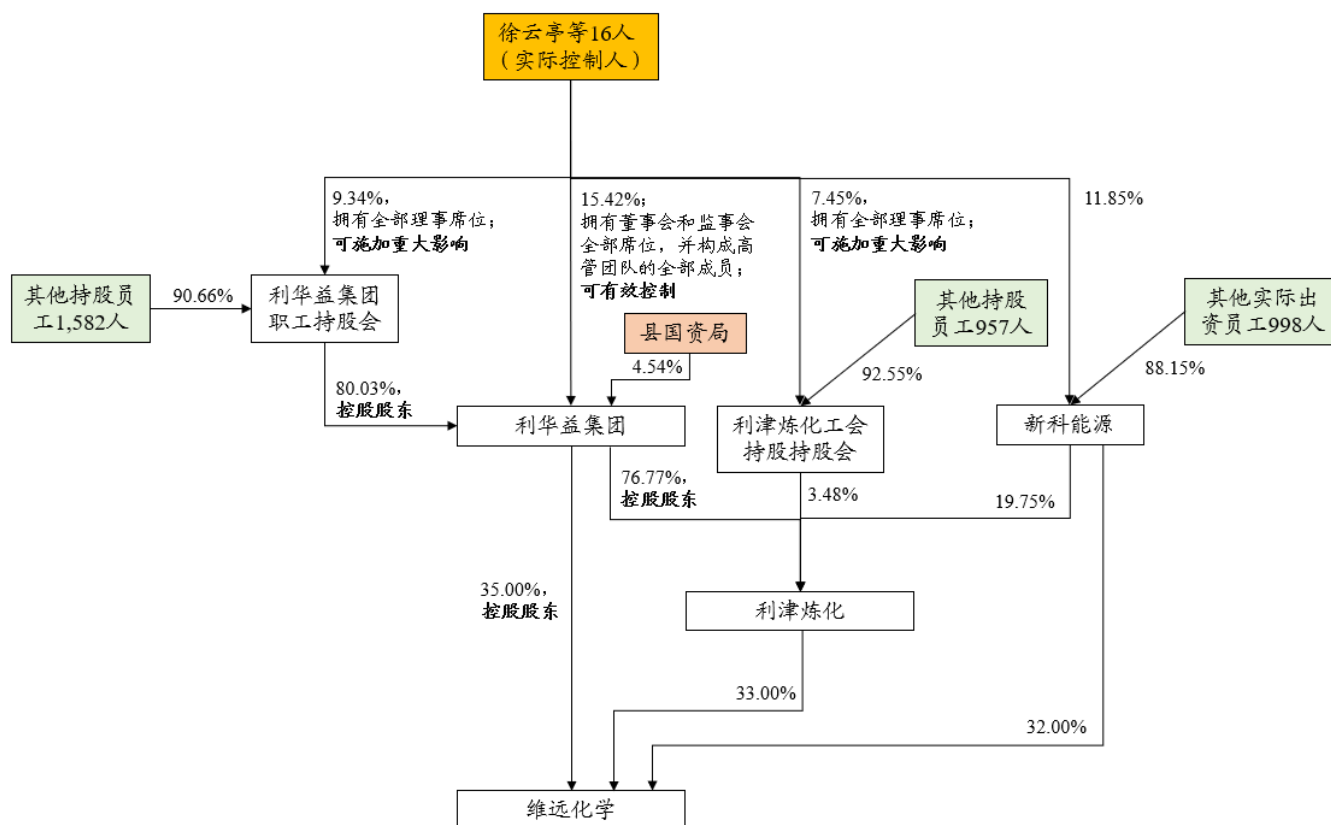 徐云亭等16人
（实际控制人）
9.34%，
拥有全部理事席位；
可施加重大影响
15.42%；
拥有董事会和监事会
全部席位，并构成高
管团队的全部成员；
可有效控制
7.45%，
拥有全部理事席位；
可施加重大影响
11.85%
其他持股员
工1,582人
90.66%
利华益集团
职工持股会
县国资局
其他持股
员工957人
其他实际出
资员工998人
80.03%，
控股股东
4.54%
92.55%
88.15%
利华益集团
利津炼化工会
持股持股会
新科能源
76.77%，
控股股东
3.48%
19.75%
35.00%，
控股股东
利津炼化
33.00%
32.00%
维远化学